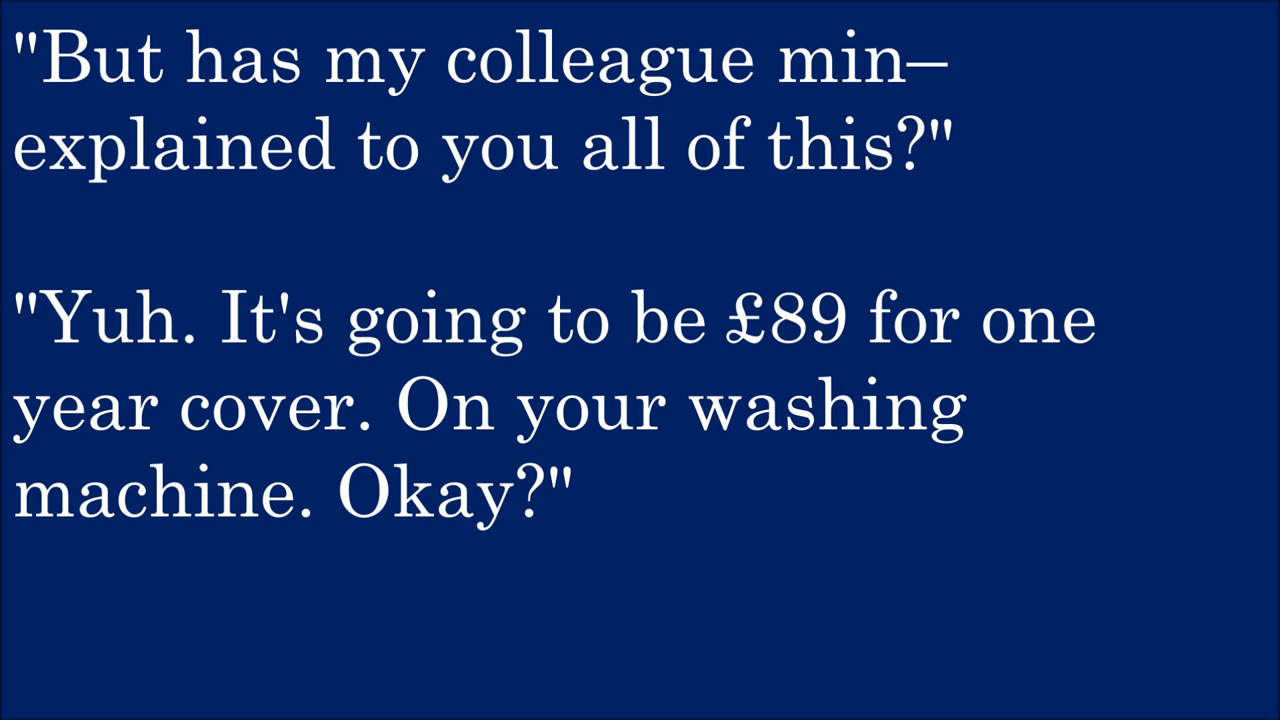 "But has my colleague min–
explained to you all of this?"
"Yuh. It's going to be £89 for one
year cover. On your washing
machine. Okay?"